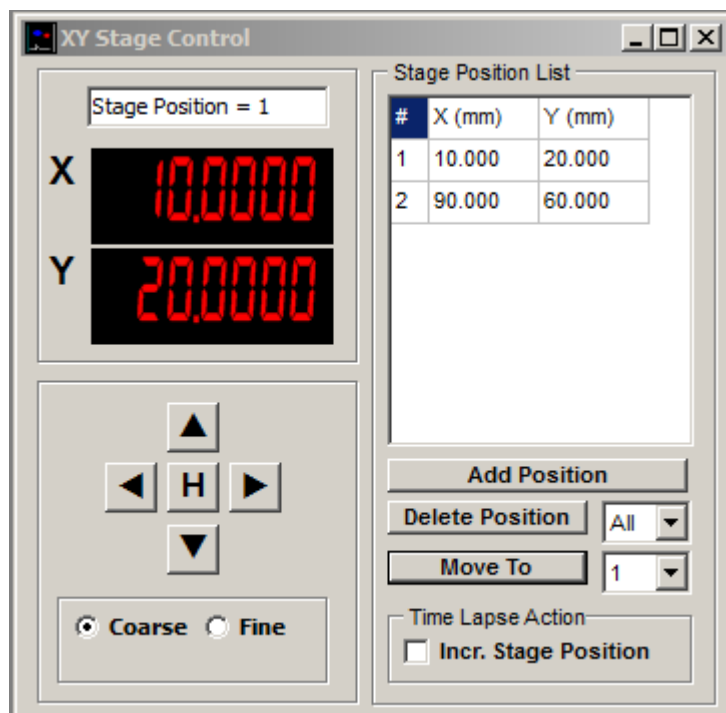 XY Stage Control
Stage Position = 1
X 10.0000
Y 20.0000
H
Coarse Fine
Stage Position List
# X (mm) Y (mm)
1 10.000 20.000
2 90.000 60.000
Add Position
Delete Position All
Move To 1
Time Lapse Action
Incr. Stage Position